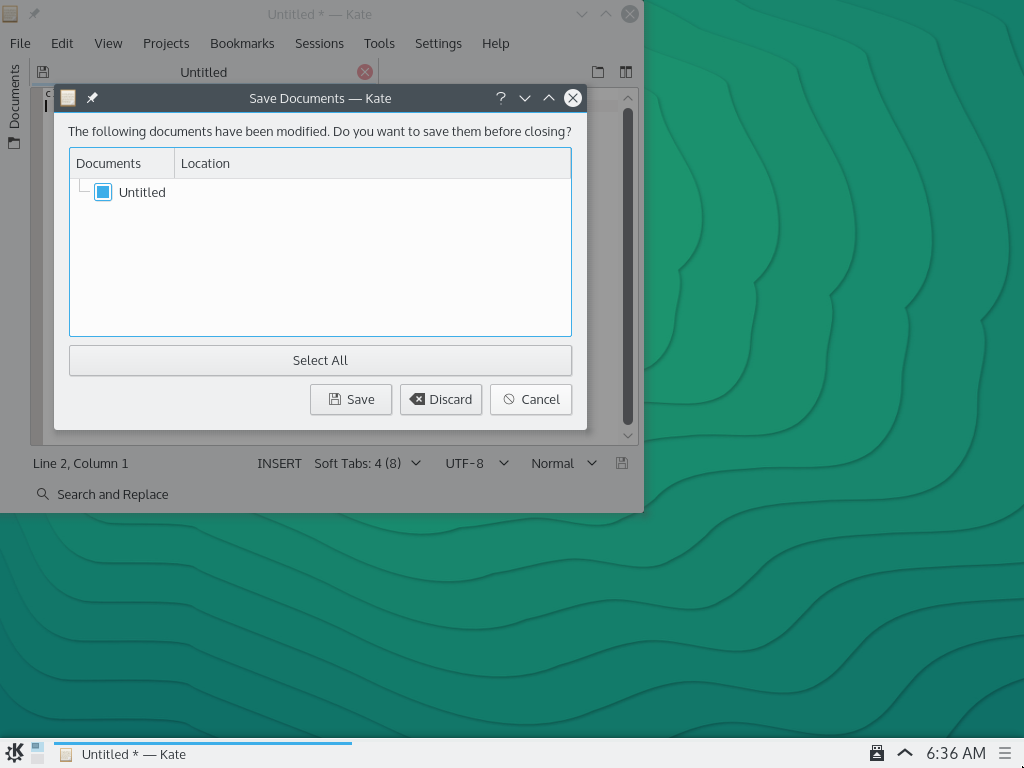 Untitled * — Kate
File Edit View Projects Bookmarks Sessions Tools Settings Help
Documents
Untitled
Save Documents — Kate
The following documents have been modified. Do you want to save them before closing?
Documents Location
Untitled
Select All
Save Discard Cancel
Line 2, Column 1 INSERT Soft Tabs: 4 (8) UTF-8 Normal
Search and Replace
Untitled * — Kate 6:36 AM